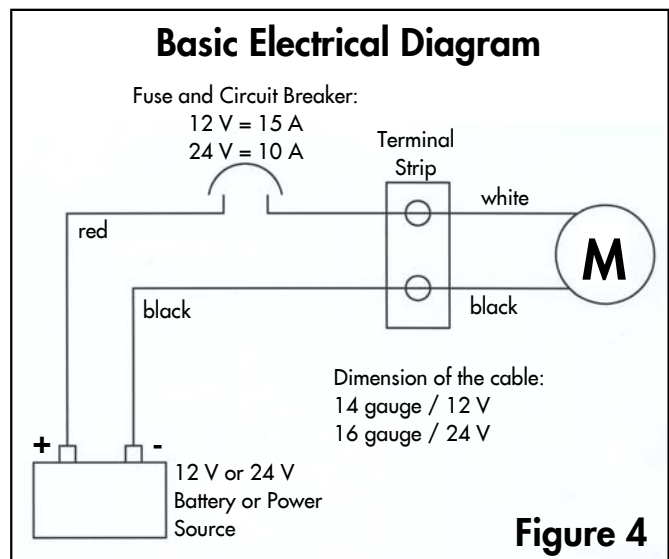 Basic Electrical Diagram
Fuse and Circuit Breaker:
12 V = 15 A
24 V = 10 A
Terminal
Strip
white
red
M
black
black
Dimension of the cable:
14 gauge / 12 V
16 gauge / 24 V
+ -
12 V or 24 V
Battery or Power
Source
Figure 4